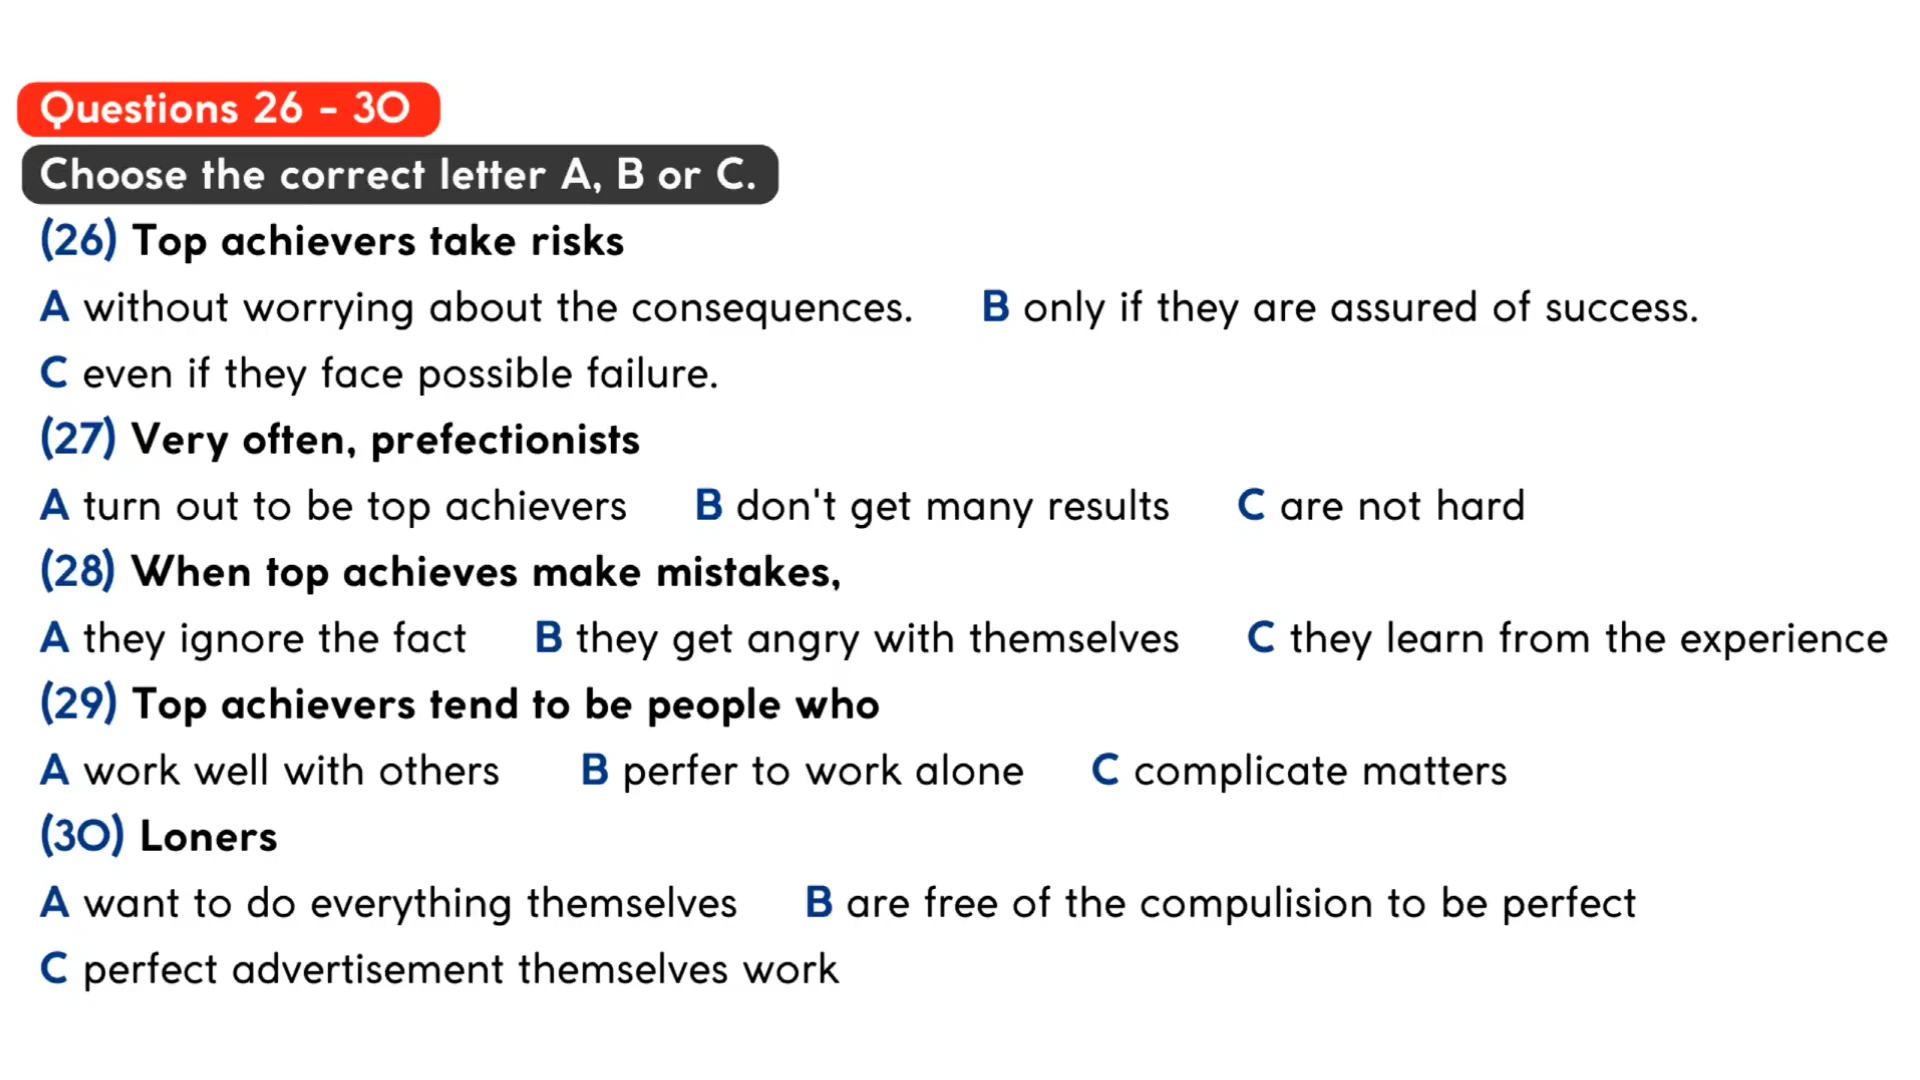 Questions 26 - 30
Choose the correct letter A, B or C.
(26) Top achievers take risks
A without worrying about the consequences. B only if they are assured of success.
C even if they face possible failure.
(27) Very often, prefectionists
A turn out to be top achievers B don't get many results C are not hard
(28) When top achieves make mistakes,
A they ignore the fact B they get angry with themselves C they learn from the experience
(29) Top achievers tend to be people who
A work well with others B perfer to work alone C complicate matters
(30) Loners
A want to do everything themselves B are free of the compulision to be perfect
C perfect advertisement themselves work